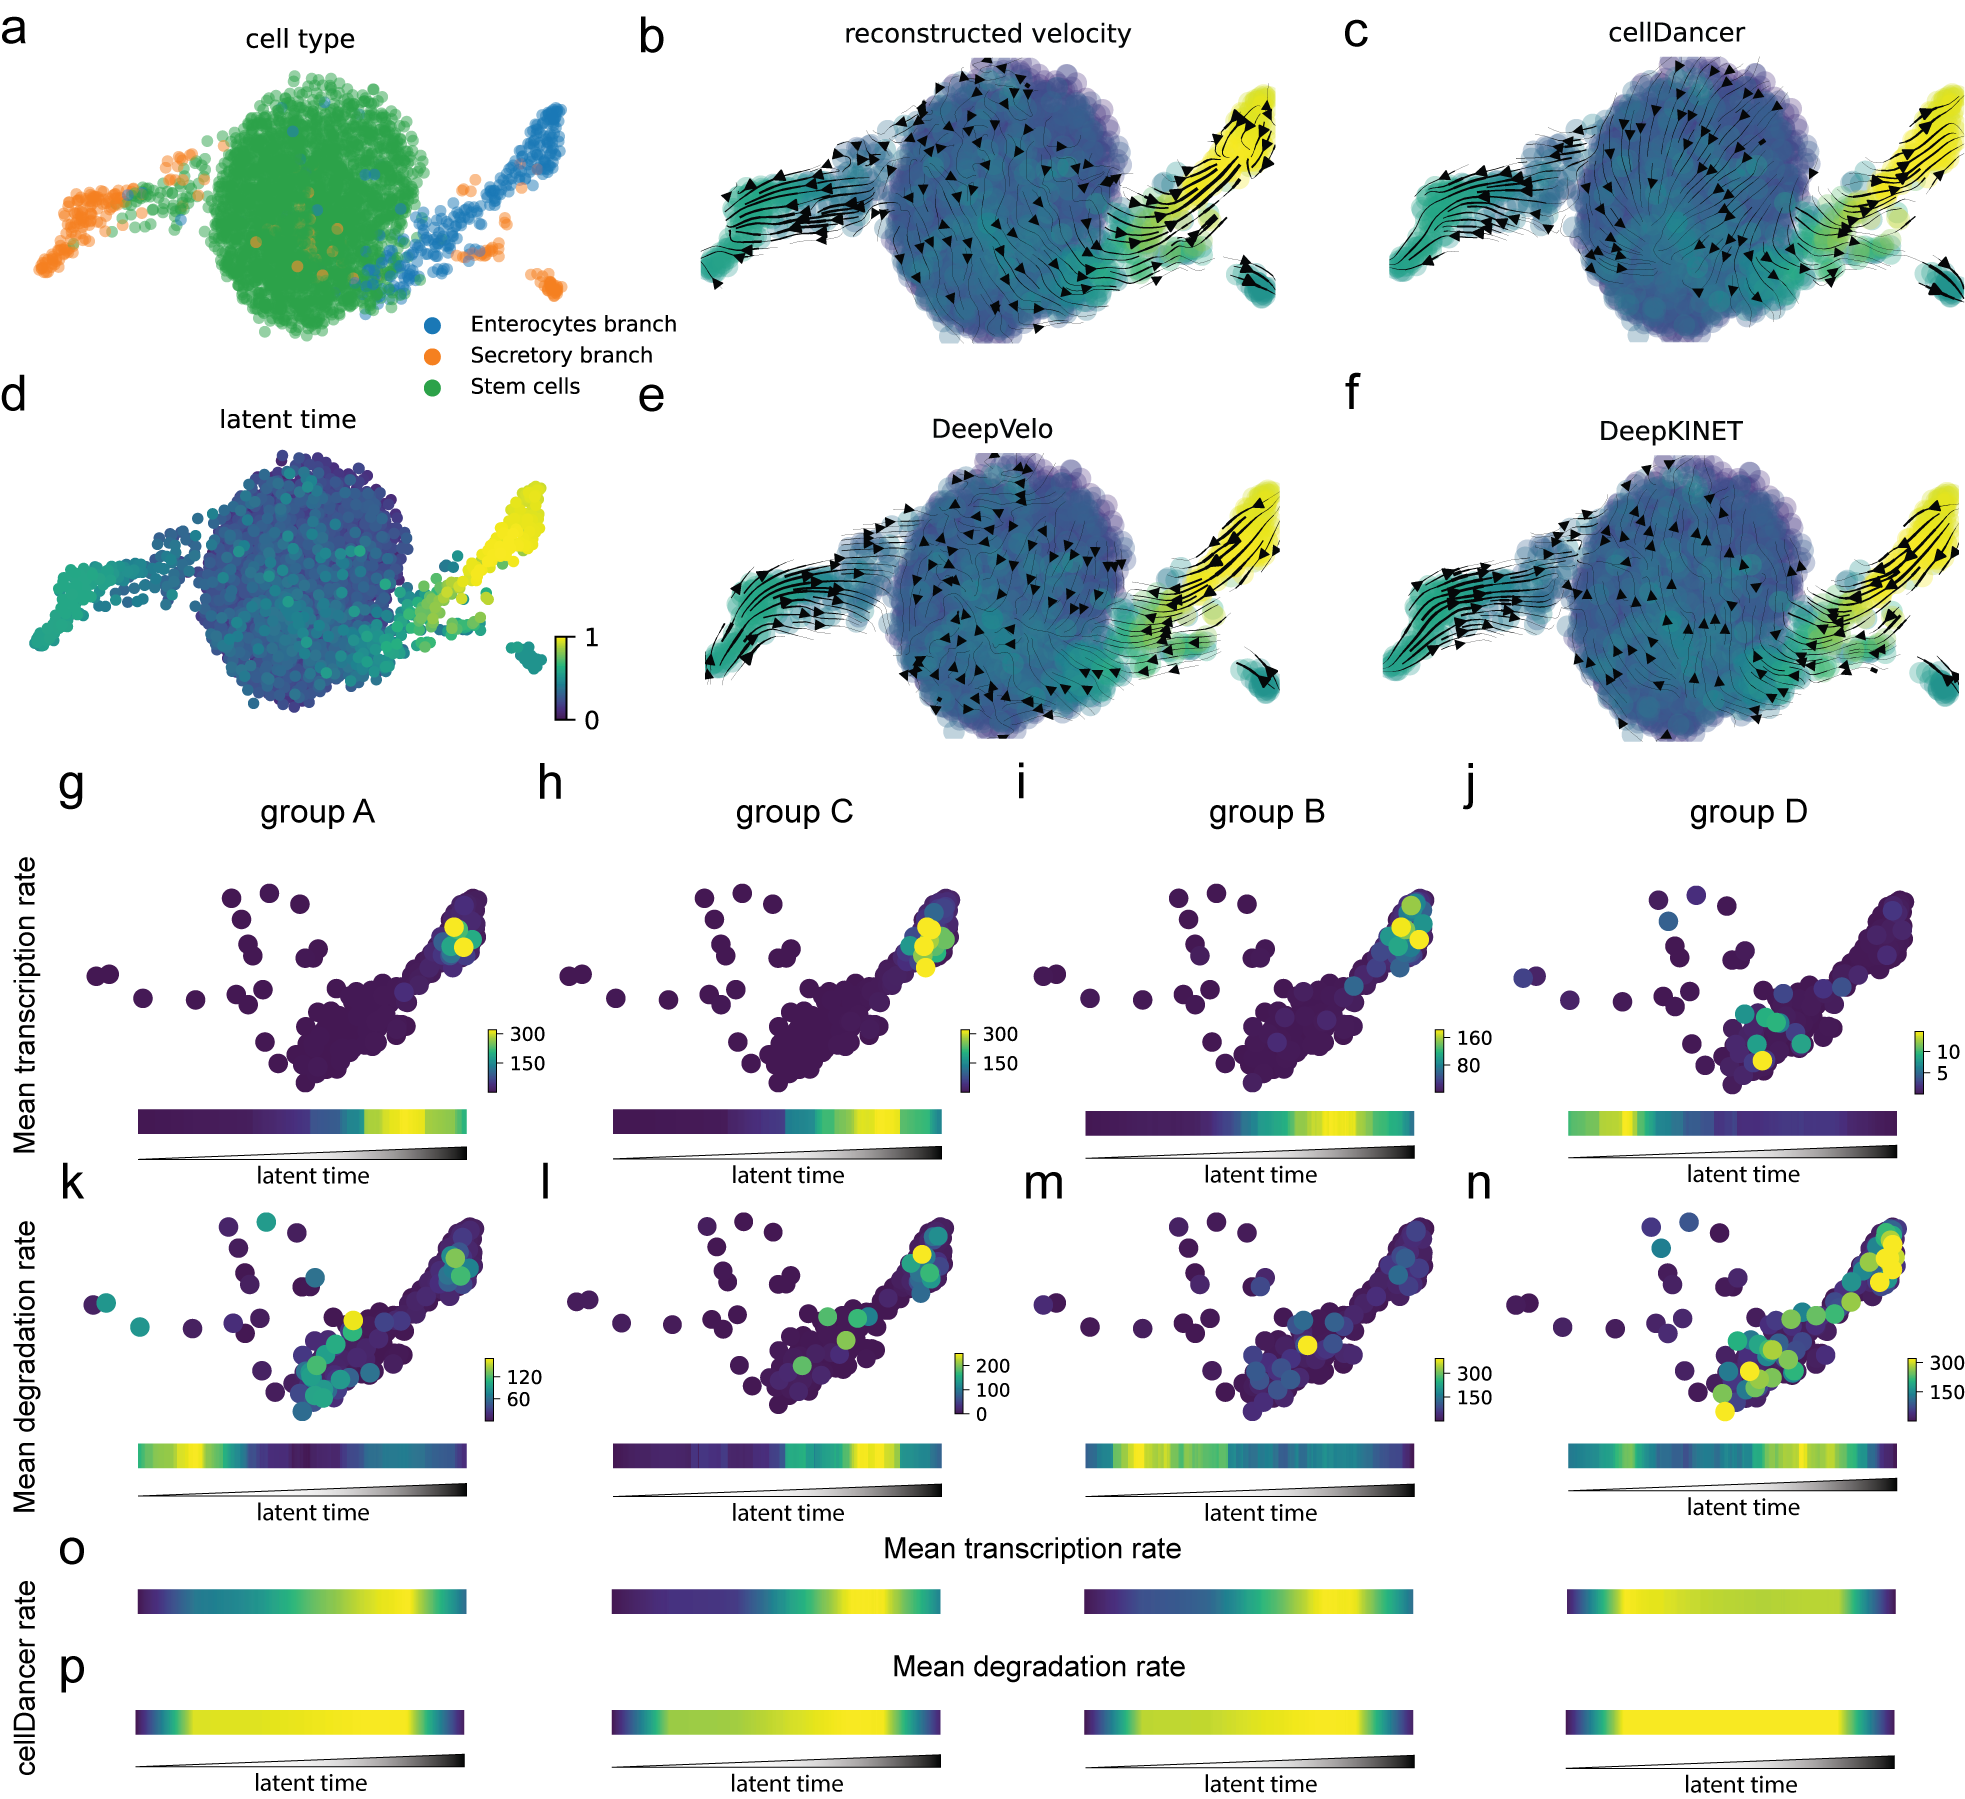 a
cell type
b
reconstructed velocity
c
cellDancer
Enterocytes branch
Secretory branch
Stem cells
d
latent time
1
0
e
DeepVelo
f
DeepKINET
g
group A
h
group C
i
group B
j
group D
Mean transcription rate
300
150
300
150
160
80
10
5
latent time
latent time
latent time
latent time
k
l
m
n
Mean degradation rate
120
60
200
100
0
300
150
300
150
latent time
latent time
latent time
latent time
o
Mean transcription rate
cellDancer rate
p
Mean degradation rate
latent time
latent time
latent time
latent time